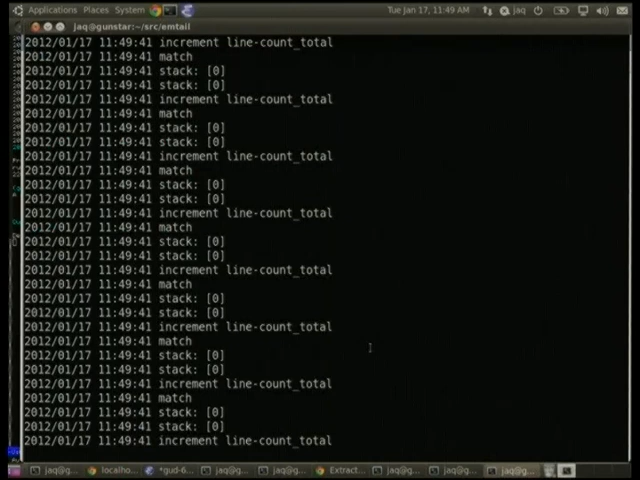 Applications Places System Tue Jan 17, 11:49 AM jaq
jaq@gunstar:~/src/emtail
2012/01/17 11:49:41 increment line-count_total
2012/01/17 11:49:41 match
2012/01/17 11:49:41 stack: [0]
2012/01/17 11:49:41 stack: [0]
2012/01/17 11:49:41 increment line-count_total
2012/01/17 11:49:41 match
2012/01/17 11:49:41 stack: [0]
2012/01/17 11:49:41 stack: [0]
2012/01/17 11:49:41 increment line-count_total
2012/01/17 11:49:41 match
2012/01/17 11:49:41 stack: [0]
2012/01/17 11:49:41 stack: [0]
2012/01/17 11:49:41 increment line-count_total
2012/01/17 11:49:41 match
2012/01/17 11:49:41 stack: [0]
2012/01/17 11:49:41 stack: [0]
2012/01/17 11:49:41 increment line-count_total
2012/01/17 11:49:41 match
2012/01/17 11:49:41 stack: [0]
2012/01/17 11:49:41 stack: [0]
2012/01/17 11:49:41 increment line-count_total
2012/01/17 11:49:41 match
2012/01/17 11:49:41 stack: [0]
2012/01/17 11:49:41 stack: [0]
2012/01/17 11:49:41 increment line-count_total
2012/01/17 11:49:41 match
2012/01/17 11:49:41 stack: [0]
2012/01/17 11:49:41 stack: [0]
2012/01/17 11:49:41 increment line-count_total
jaq@g... localho... *gud-6... jaq@g... jaq@g... Extract... jaq@g... jaq@g... jaq@g...